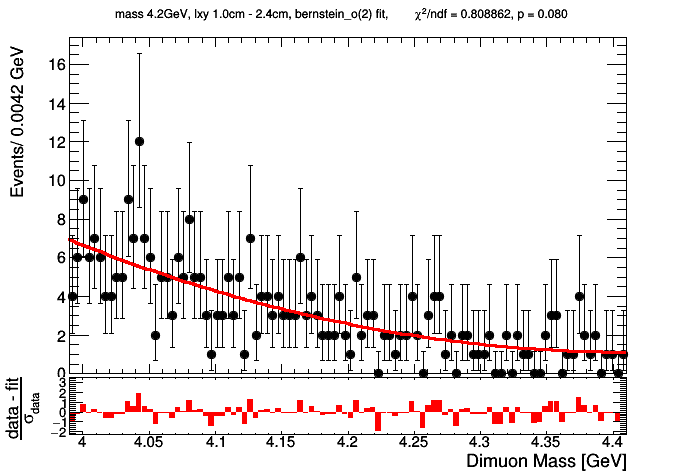 mass 4.2GeV, lxy 1.0cm - 2.4cm, bernstein_o(2) fit, χ²/ndf = 0.808862, p = 0.080
Events/ 0.0042 GeV
16
14
12
10
8
6
4
2
0
data - fit
σdata
3
2
1
0
−1
−2
4 4.05 4.1 4.15 4.2 4.25 4.3 4.35 4.4
Dimuon Mass [GeV]